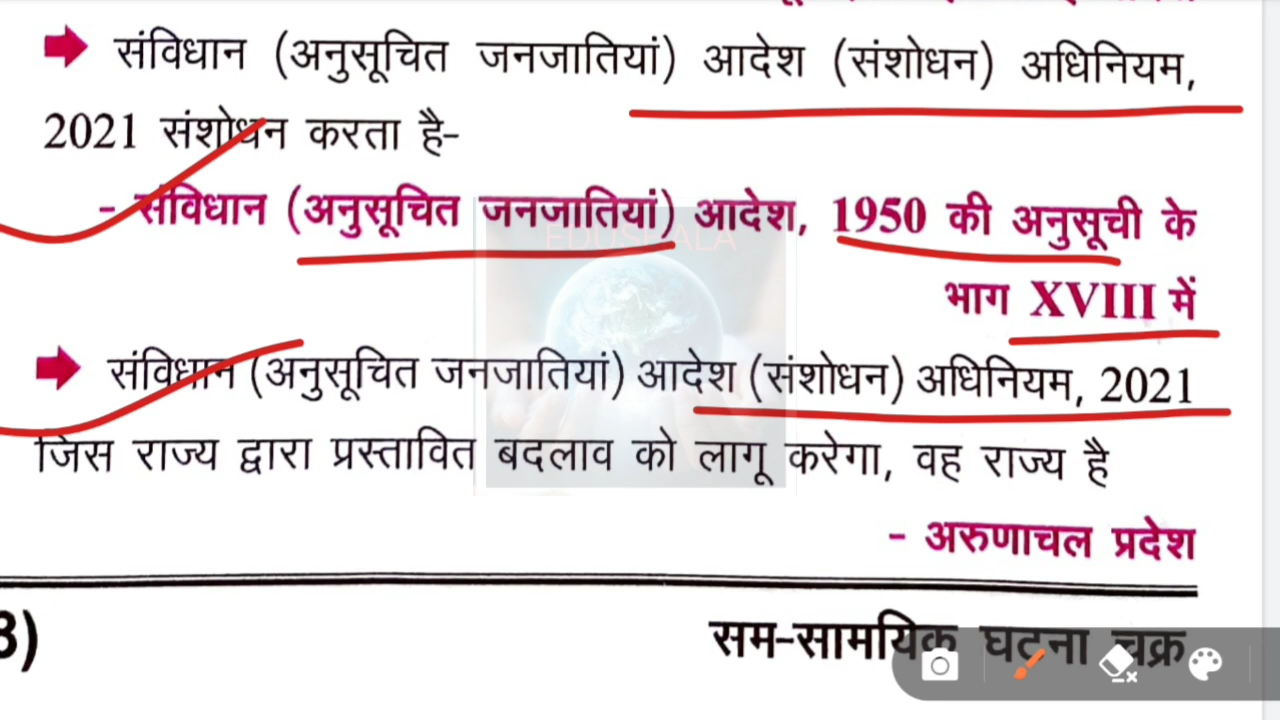 ➡ संविधान (अनुसूचित जनजातियां) आदेश (संशोधन) अधिनियम,
2021 संशोधन करता है-
- संविधान (अनुसूचित जनजातियां) आदेश, 1950 की अनुसूची के
भाग XVIII में
➡ संविधान (अनुसूचित जनजातियां) आदेश (संशोधन) अधिनियम, 2021
जिस राज्य द्वारा प्रस्तावित बदलाव को लागू करेगा, वह राज्य है
- अरुणाचल प्रदेश
3)
सम-सामयिक घटना चक्र